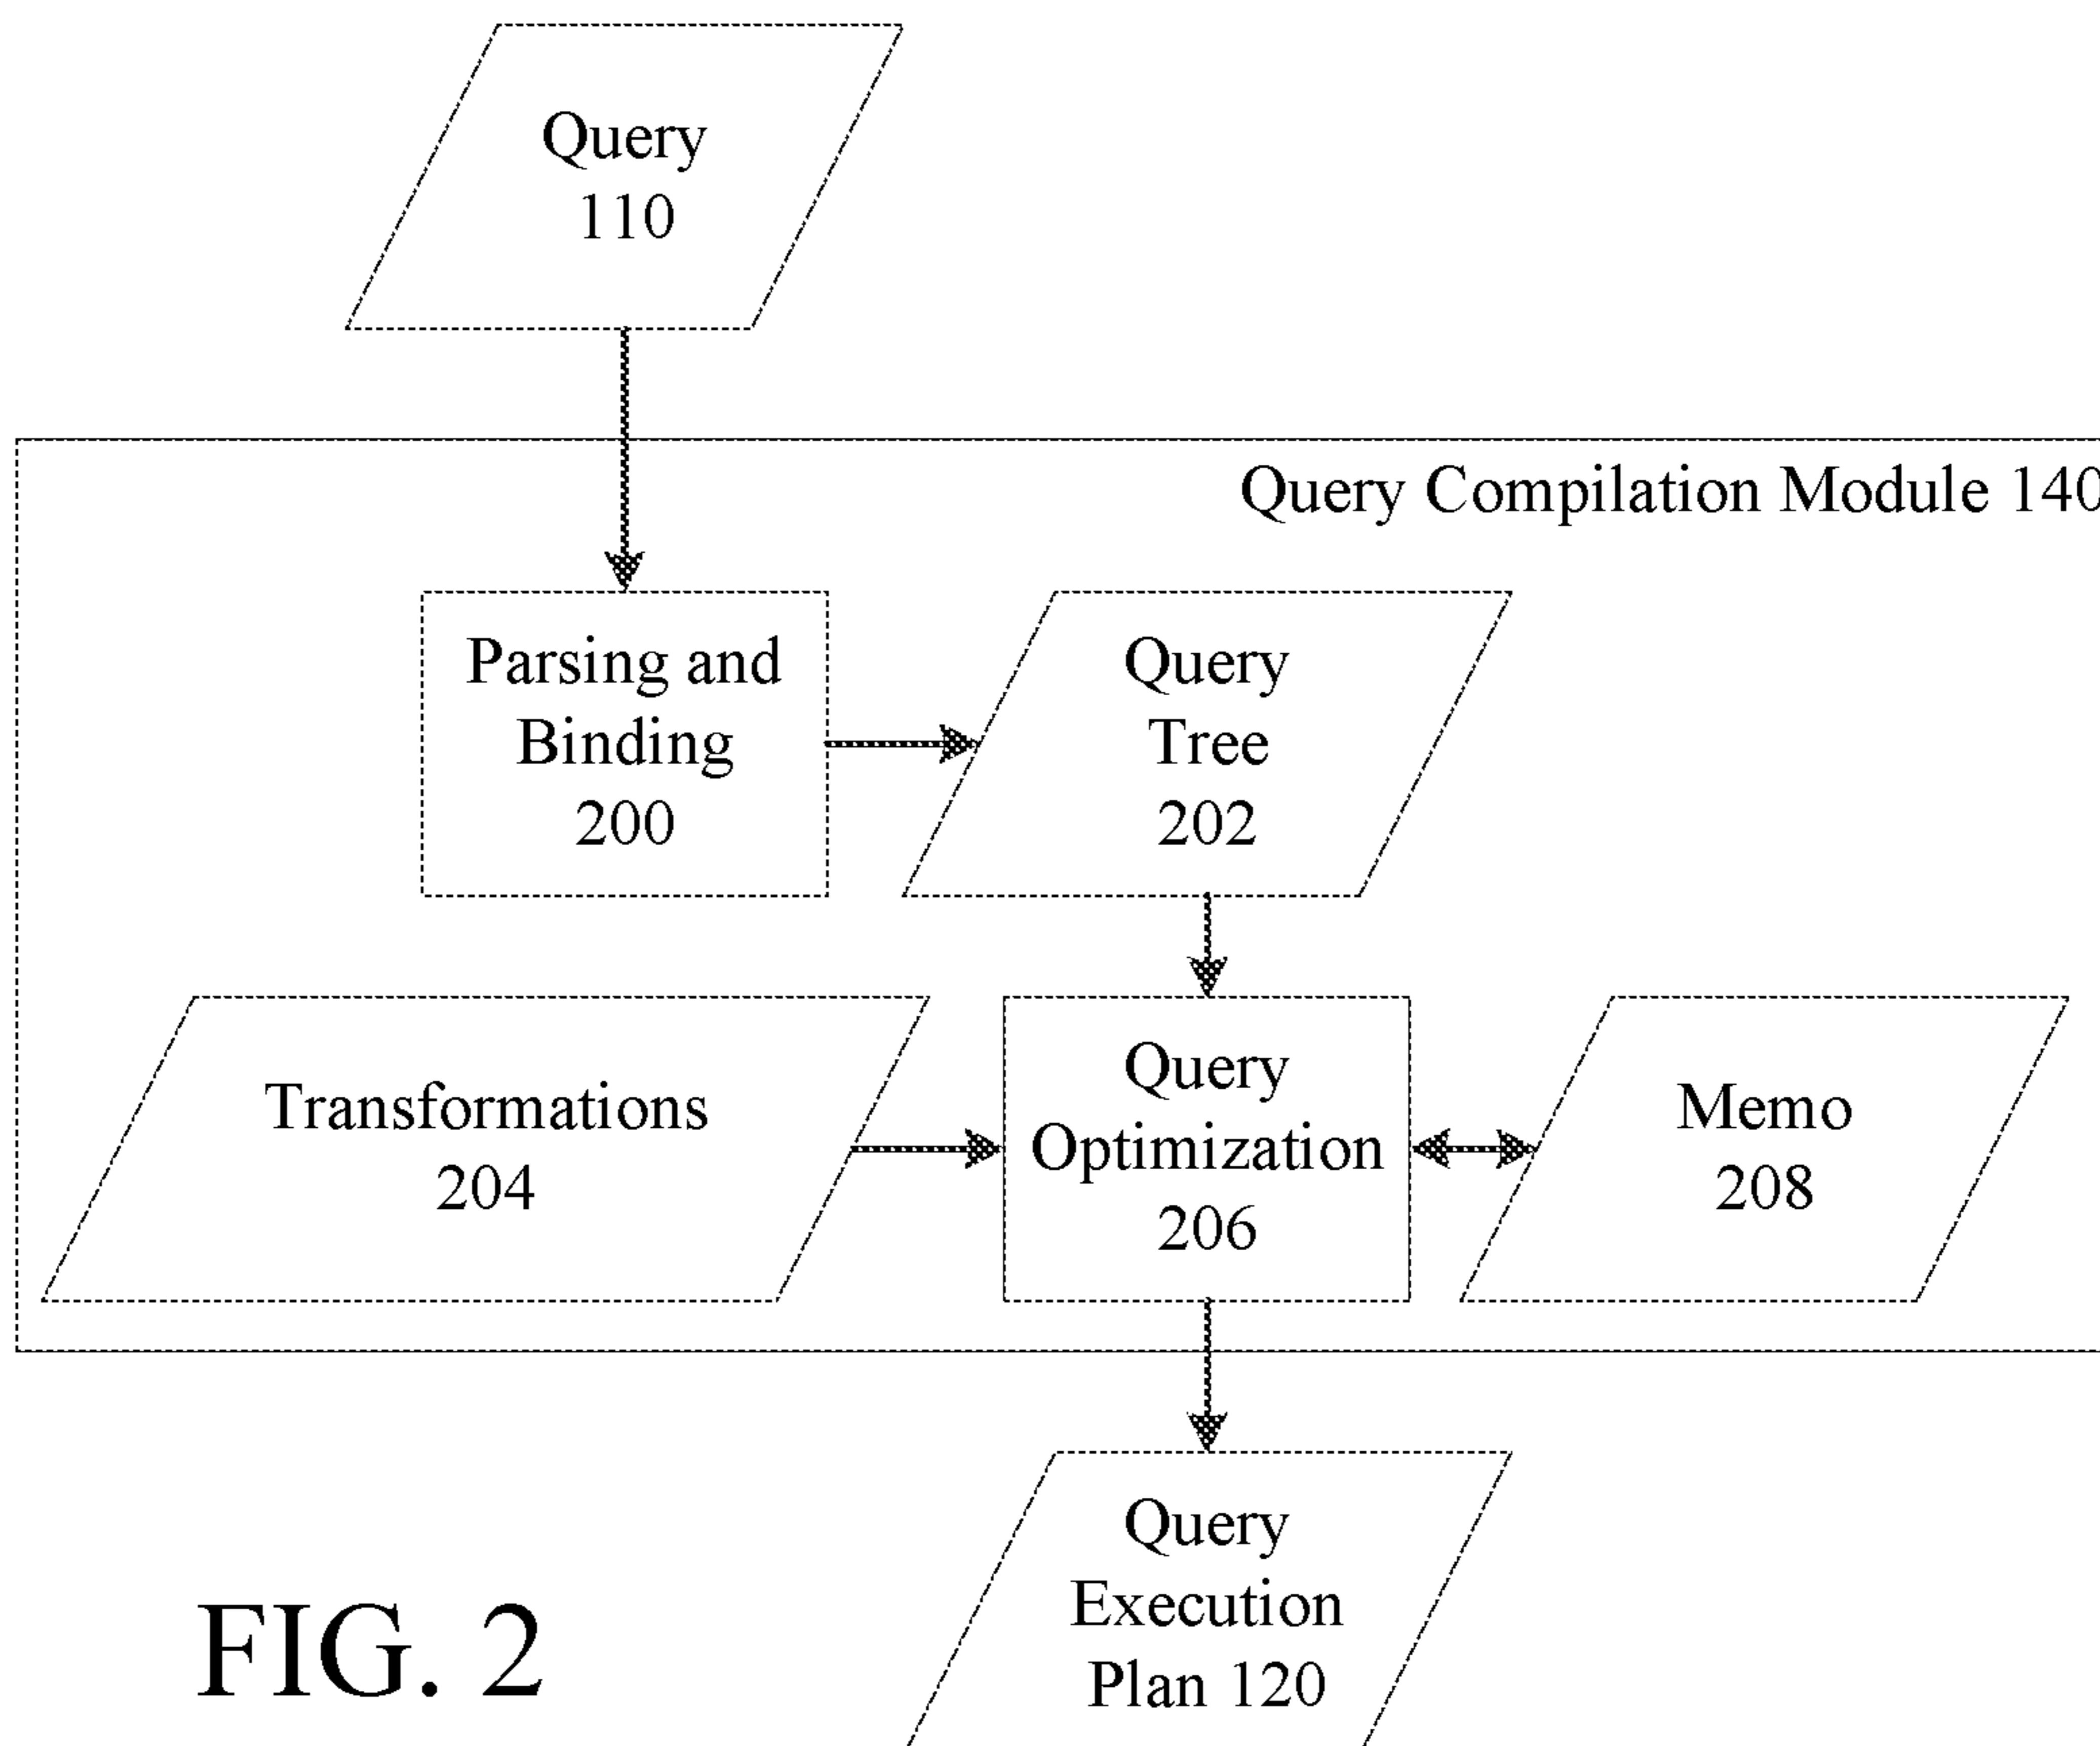 Query
110
Query Compilation Module 140
Parsing and
Binding
200
Query
Tree
202
Transformations
204
Query
Optimization
206
Memo
208
Query
Execution
Plan 120
FIG. 2